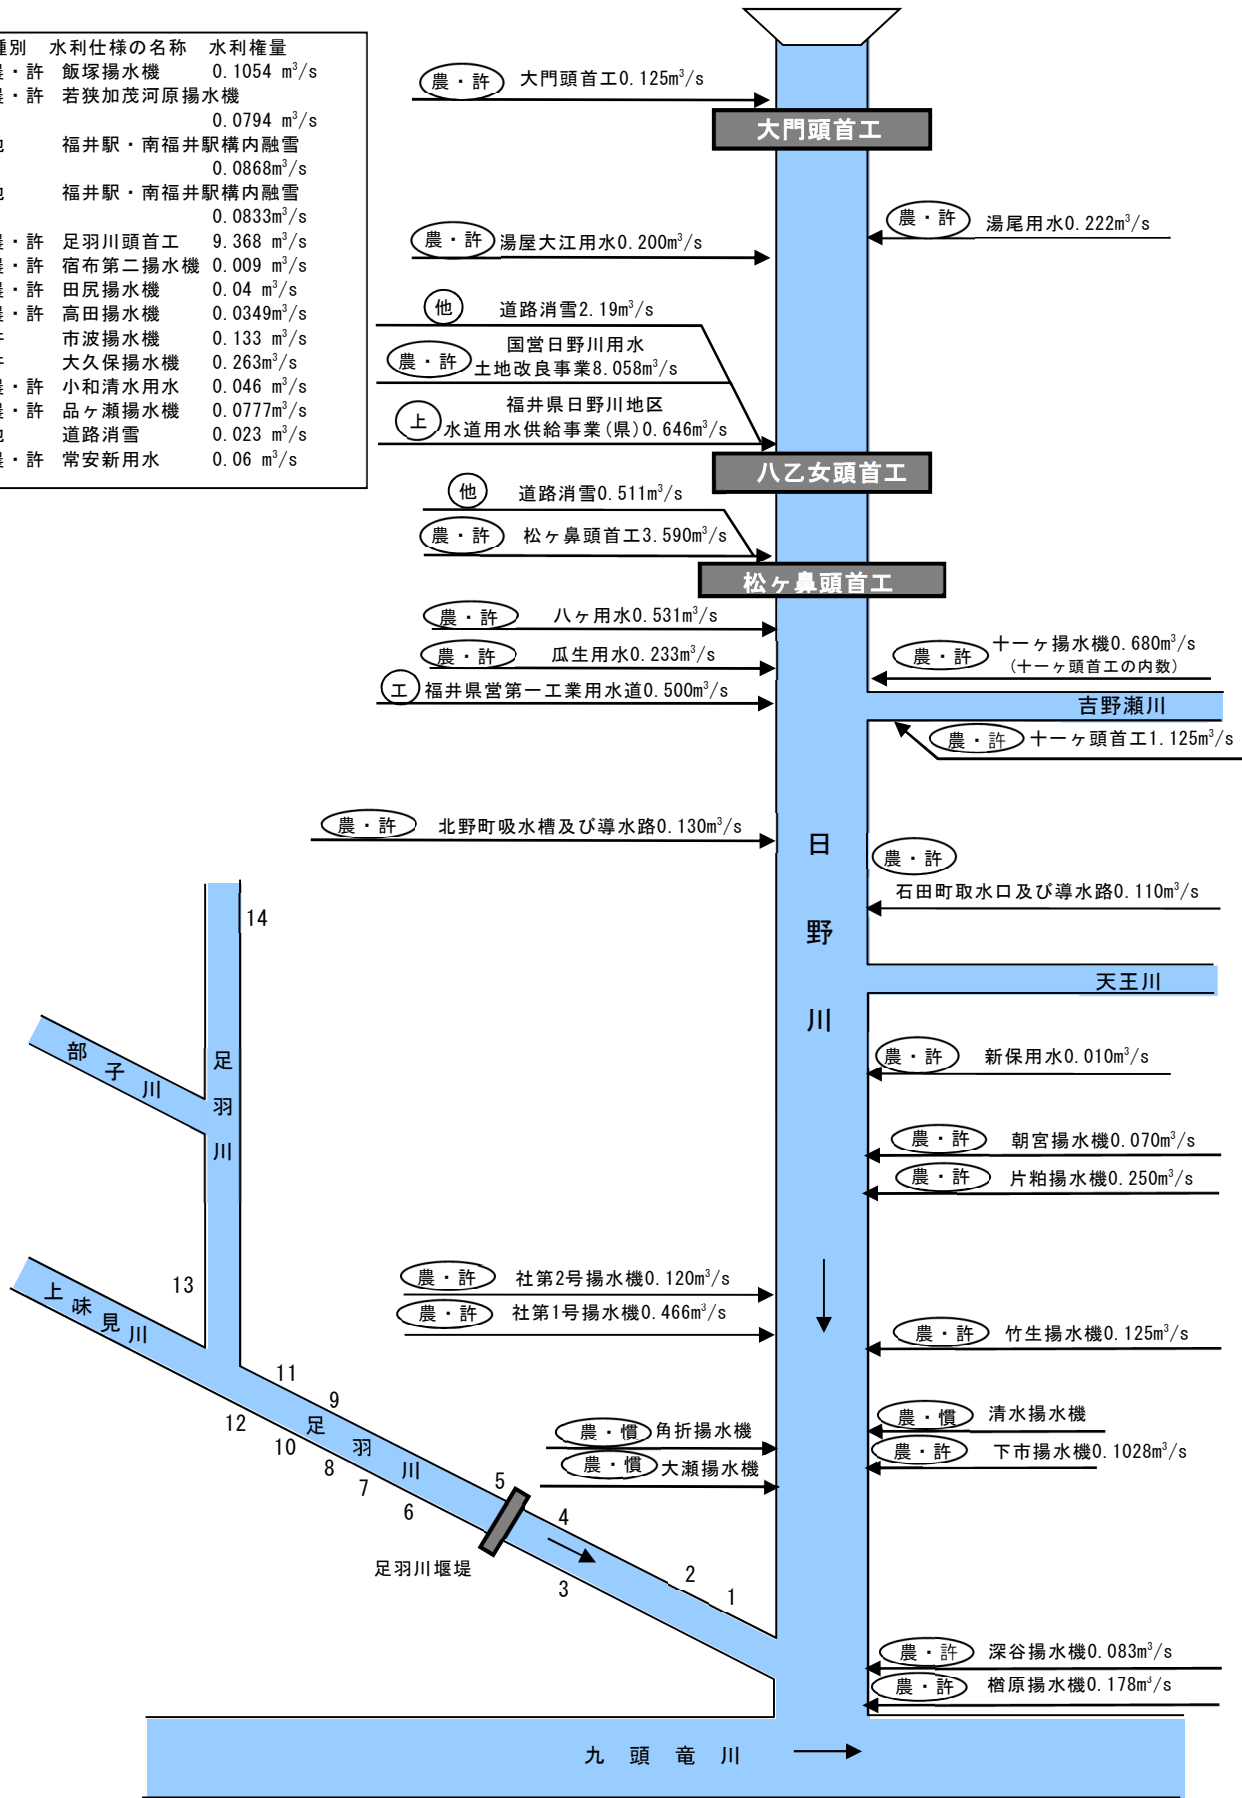 種別 水利仕様の名称 水利権量
農・許 飯塚揚水機 0.1054 m³/s
農・許 若狭加茂河原揚水機
0.0794 m³/s
他 福井駅・南福井駅構内融雪
0.0868m³/s
他 福井駅・南福井駅構内融雪
0.0833m³/s
農・許 足羽川頭首工 9.368 m³/s
農・許 宿布第二揚水機 0.009 m³/s
農・許 田尻揚水機 0.04 m³/s
農・許 高田揚水機 0.0349m³/s
市波揚水機 0.133 m³/s
大久保揚水機 0.263m³/s
農・許 小和清水用水 0.046 m³/s
農・許 品ヶ瀬揚水機 0.0777m³/s
他 道路消雪 0.023 m³/s
農・許 常安新用水 0.06 m³/s
農・許 大門頭首工0.125m³/s
大門頭首工
農・許 湯尾用水0.222m³/s
農・許 湯屋大江用水0.200m³/s
他 道路消雪2.19m³/s
国営日野川用水
農・許 土地改良事業8.058m³/s
福井県日野川地区
上 水道用水供給事業(県)0.646m³/s
八乙女頭首工
他 道路消雪0.511m³/s
農・許 松ヶ鼻頭首工3.590m³/s
松ヶ鼻頭首工
農・許 八ヶ用水0.531m³/s
農・許 瓜生用水0.233m³/s
工 福井県営第一工業用水道0.500m³/s
農・許 十一ヶ揚水機0.680m³/s
(十一ヶ頭首工の内数)
吉野瀬川
農・許 十一ヶ頭首工1.125m³/s
農・許 北野町吸水槽及び導水路0.130m³/s
日野川
農・許
石田町取水口及び導水路0.110m³/s
天王川
農・許 新保用水0.010m³/s
農・許 朝宮揚水機0.070m³/s
農・許 片粕揚水機0.250m³/s
農・許 社第2号揚水機0.120m³/s
農・許 社第1号揚水機0.466m³/s
農・許 竹生揚水機0.125m³/s
農・慣 清水揚水機
農・許 下市揚水機0.1028m³/s
農・慣 角折揚水機
農・慣 大瀬揚水機
農・許 深谷揚水機0.083m³/s
農・許 楢原揚水機0.178m³/s
14
足羽川
部子川
13
上味見川
11
9
12
10
8
7
6
足羽川
5
4
足羽川堰堤
3
2
1
九頭竜川